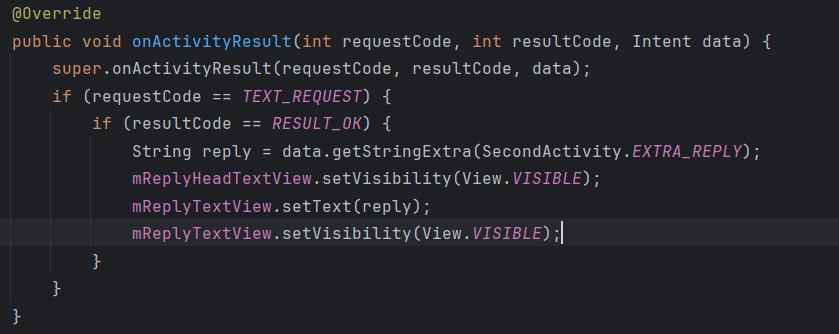 @Override
public void onActivityResult(int requestCode, int resultCode, Intent data) {
    super.onActivityResult(requestCode, resultCode, data);
    if (requestCode == TEXT_REQUEST) {
        if (resultCode == RESULT_OK) {
            String reply = data.getStringExtra(SecondActivity.EXTRA_REPLY);
            mReplyHeadTextView.setVisibility(View.VISIBLE);
            mReplyTextView.setText(reply);
            mReplyTextView.setVisibility(View.VISIBLE);
        }
    }
}